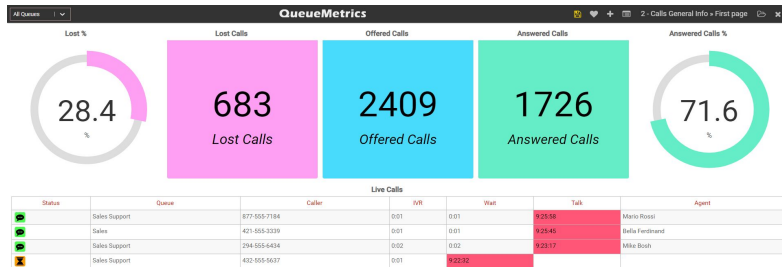 All Queues
QueueMetrics
2 - Calls General Info » First page
Lost %
Lost Calls
Offered Calls
Answered Calls
Answered Calls %
28.4
%
683
Lost Calls
2409
Offered Calls
1726
Answered Calls
71.6
%
Live Calls
Status Queue Caller IVR Wait Talk Agent
Sales Support 877-555-7184 0:01 0:01 9:25:58 Mario Rossi
Sales 421-555-3339 0:01 0:01 9:25:45 Bella Ferdinand
Sales Support 294-555-6434 0:02 0:02 9:23:17 Mike Bosh
Sales Support 432-555-5637 0:01 9:22:32